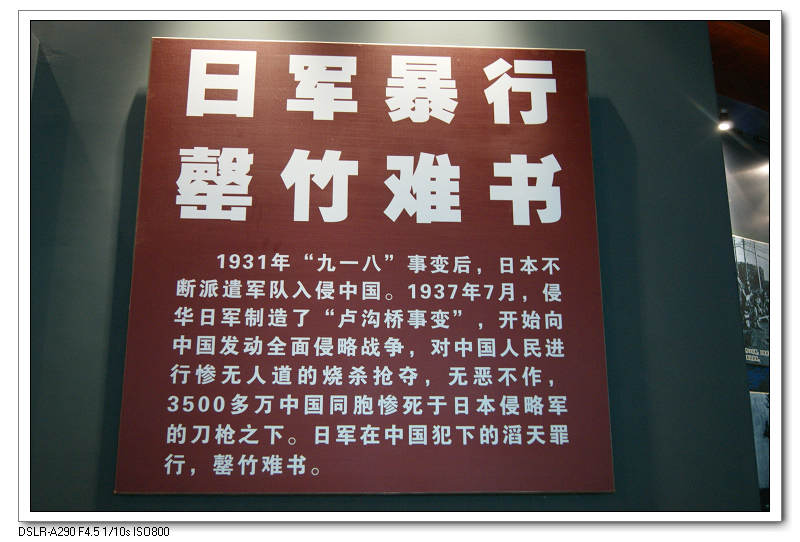 日军暴行
罄竹难书
1931年“九一八”事变后，日本不
断派遣军队入侵中国。1937年7月，侵
华日军制造了“卢沟桥事变”，开始向
中国发动全面侵略战争，对中国人民进
行惨无人道的烧杀抢夺，无恶不作，
3500多万中国同胞惨死于日本侵略军
的刀枪之下。日军在中国犯下的滔天罪
行，罄竹难书。
DSLR-A290 F4.5 1/10s ISO800